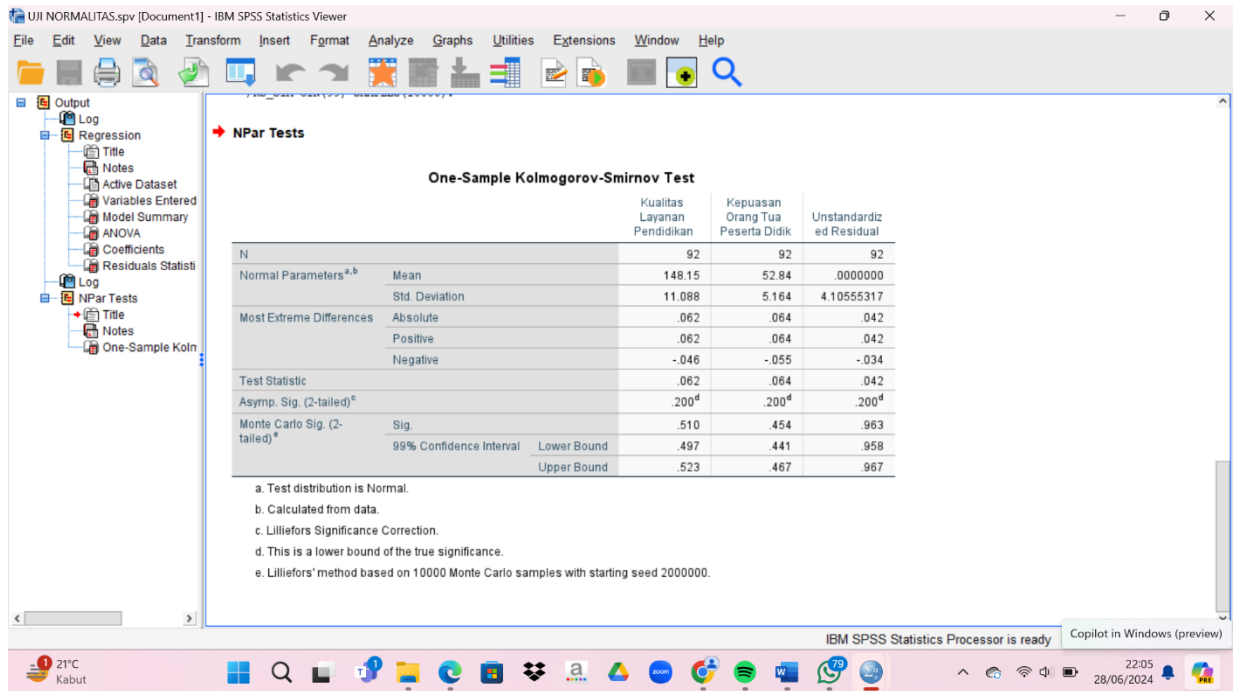 UJI NORMALITAS.spv [Document1] - IBM SPSS Statistics Viewer
File Edit View Data Transform Insert Format Analyze Graphs Utilities Extensions Window Help
Output
Log
Regression
Title
Notes
Active Dataset
Variables Entered
Model Summary
ANOVA
Coefficients
Residuals Statisti
Log
NPar Tests
Title
Notes
One-Sample Koln
NPar Tests
One-Sample Kolmogorov-Smirnov Test
Kualitas Layanan Pendidikan
Kepuasan Orang Tua Peserta Didik
Unstandardiz ed Residual
N 92 92 92
Normal Parametersa,b Mean 148.15 52.84 .0000000
Std. Deviation 11.088 5.164 4.10555317
Most Extreme Differences Absolute .062 .064 .042
Positive .062 .064 .042
Negative -.046 -.055 -.034
Test Statistic .062 .064 .042
Asymp. Sig. (2-tailed)c .200d .200d .200d
Monte Carlo Sig. (2-tailed)e Sig. .510 .454 .963
99% Confidence Interval Lower Bound .497 .441 .958
Upper Bound .523 .467 .967
a. Test distribution is Normal.
b. Calculated from data.
c. Lilliefors Significance Correction.
d. This is a lower bound of the true significance.
e. Lilliefors' method based on 10000 Monte Carlo samples with starting seed 2000000.
IBM SPSS Statistics Processor is ready
Copilot in Windows (preview)
1
21°C
Kabut
1
a
zoom
79
22:05
28/06/2024
PRE